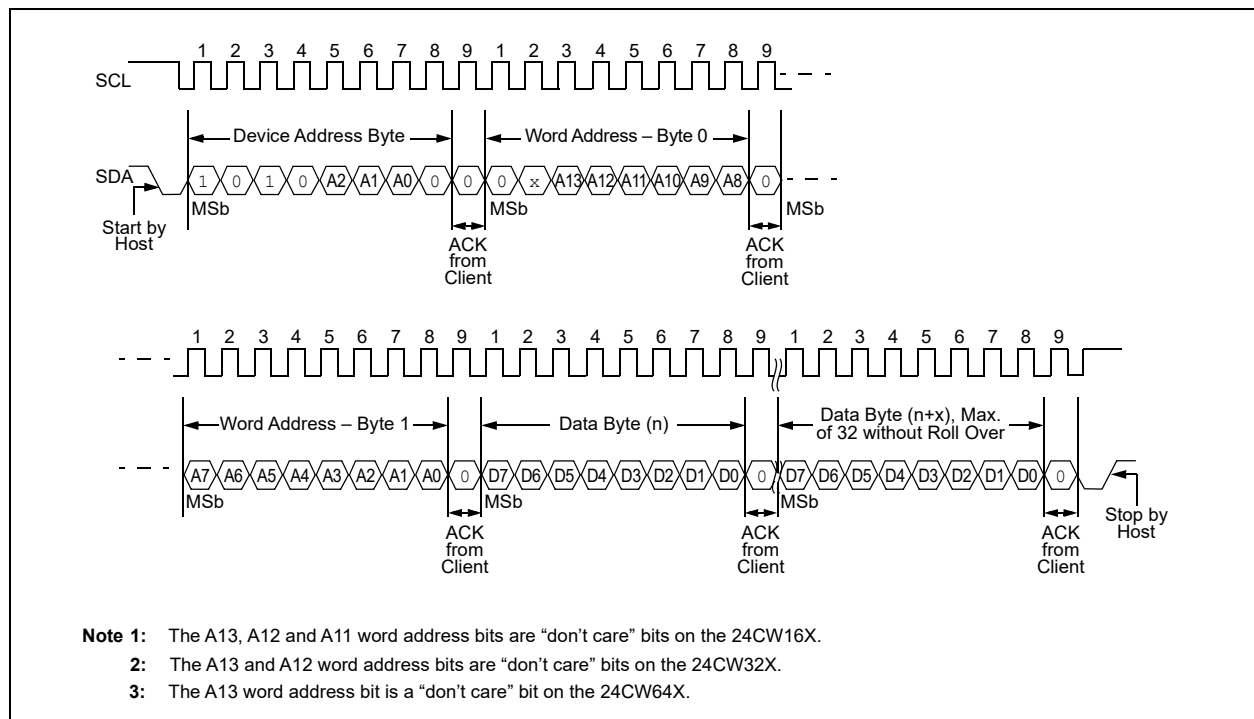 1 2 3 4 5 6 7 8 9 1 2 3 4 5 6 7 8 9
SCL
Device Address Byte Word Address – Byte 0
SDA 1 0 1 0 A2 A1 A0 0 0 0 x A13 A12 A11 A10 A9 A8 0
MSb MSb MSb
Start by
Host
ACK
from
Client
ACK
from
Client
1 2 3 4 5 6 7 8 9 1 2 3 4 5 6 7 8 9 1 2 3 4 5 6 7 8 9
Word Address – Byte 1 Data Byte (n) Data Byte (n+x), Max.
of 32 without Roll Over
A7 A6 A5 A4 A3 A2 A1 A0 0 D7 D6 D5 D4 D3 D2 D1 D0 0 D7 D6 D5 D4 D3 D2 D1 D0 0
MSb MSb MSb
ACK
from
Client
ACK
from
Client
ACK
from
Client
Stop by
Host
Note 1: The A13, A12 and A11 word address bits are “don’t care” bits on the 24CW16X.
2: The A13 and A12 word address bits are “don’t care” bits on the 24CW32X.
3: The A13 word address bit is a “don’t care” bit on the 24CW64X.